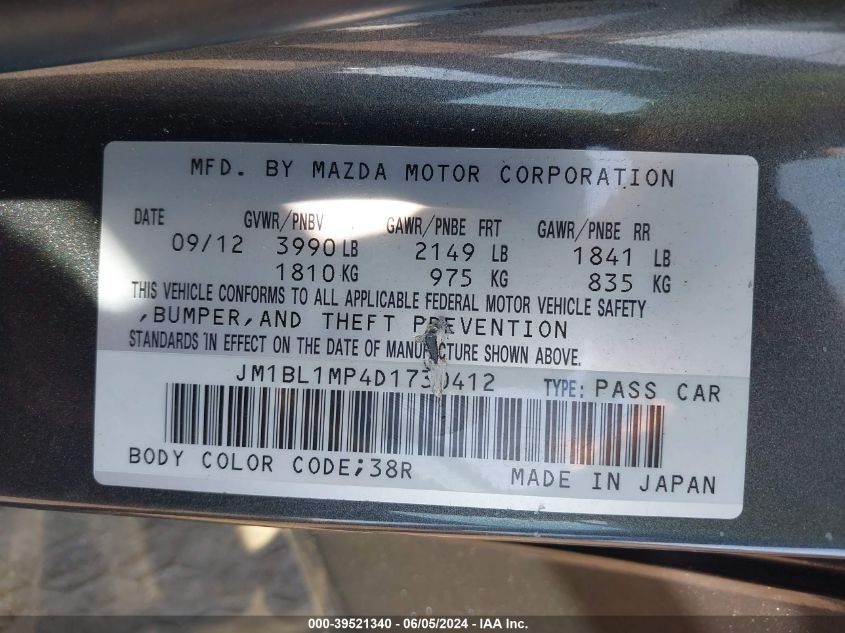 MFD. BY MAZDA MOTOR CORPORATION
DATE GVWR/PNBV GAWR/PNBE FRT GAWR/PNBE RR
09/12 3990 LB 2149 LB 1841 LB
1810 KG 975 KG 835 KG
THIS VEHICLE CONFORMS TO ALL APPLICABLE FEDERAL MOTOR VEHICLE SAFETY
,BUMPER,AND THEFT PREVENTION
STANDARDS IN EFFECT ON THE DATE OF MANUFACTURE SHOWN ABOVE.
JM1BL1MP4D1730412 TYPE: PASS CAR
BODY COLOR CODE;38R MADE IN JAPAN
000-39521340 - 06/05/2024 - IAA Inc.